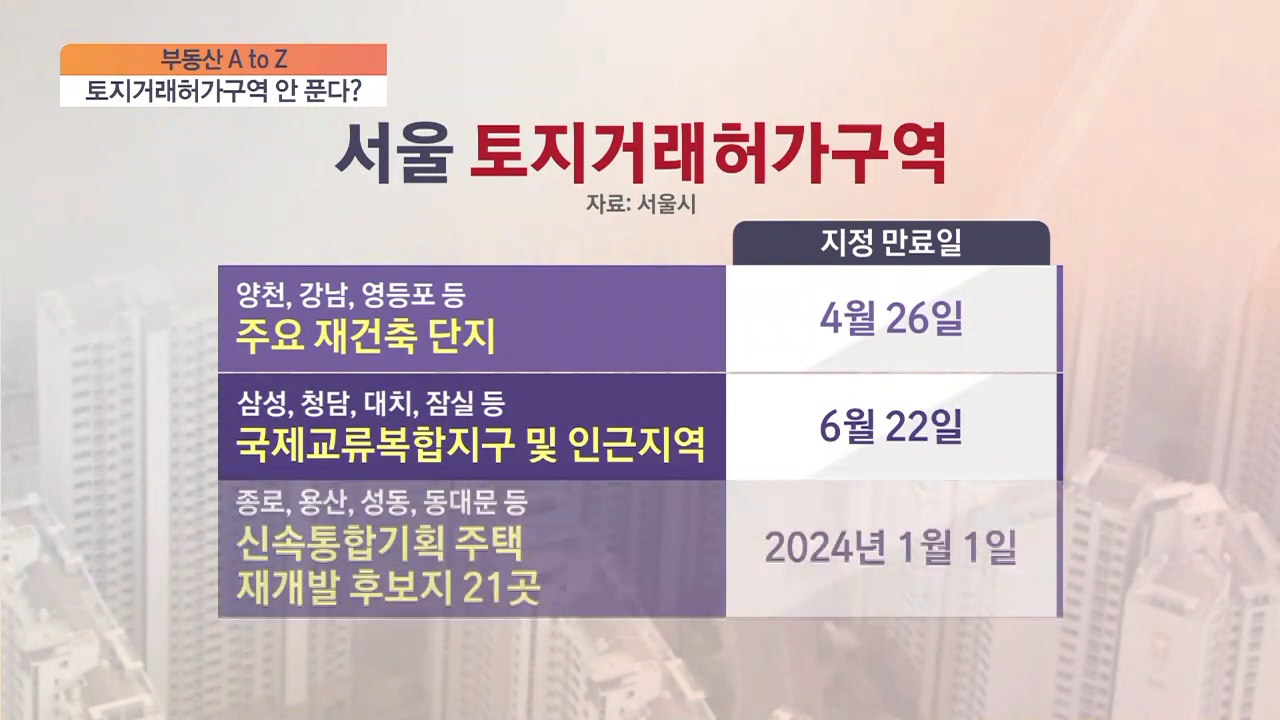 부동산 A to Z
토지거래허가구역 안 푼다?
서울 토지거래허가구역
자료: 서울시
지정 만료일
양천, 강남, 영등포 등
주요 재건축 단지
4월 26일
삼성, 청담, 대치, 잠실 등
국제교류복합지구 및 인근지역
6월 22일
종로, 용산, 성동, 동대문 등
신속통합기획 주택
재개발 후보지 21곳
2024년 1월 1일